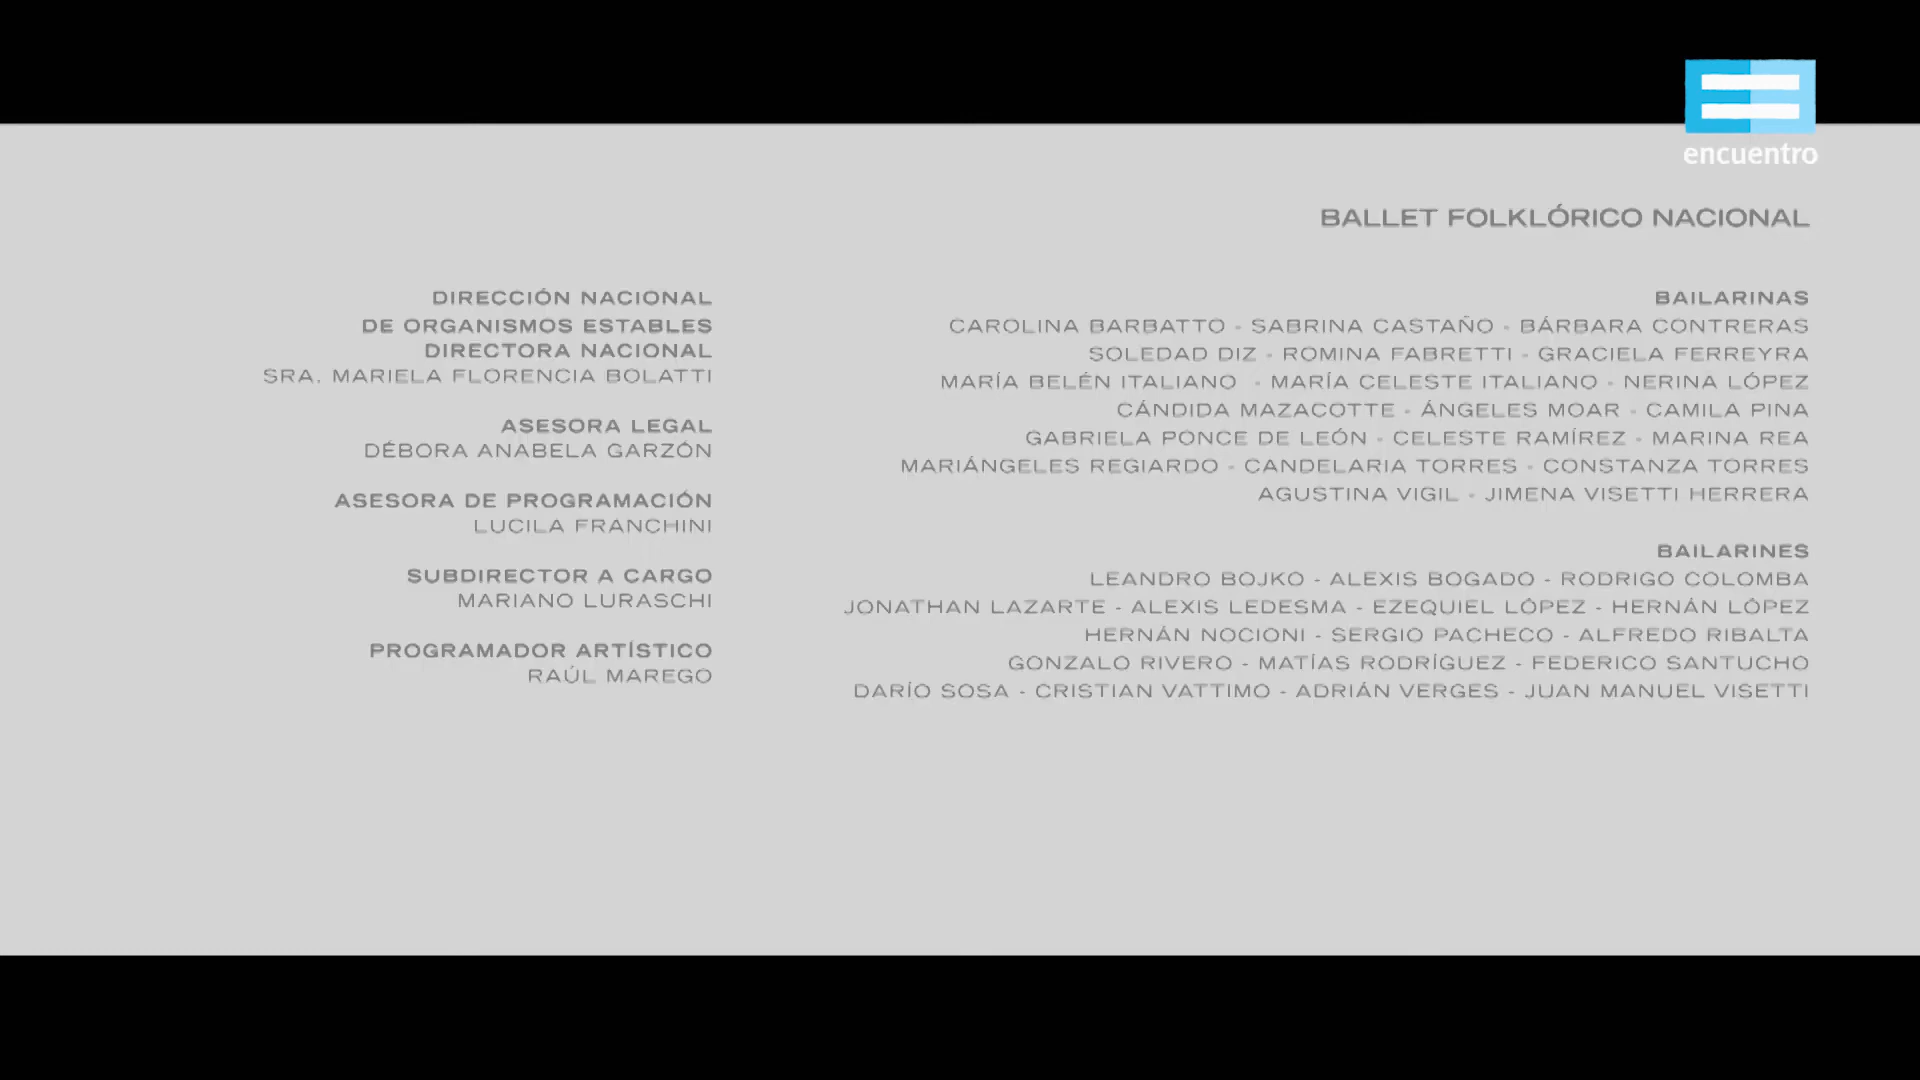 encuentro
BALLET FOLKLÓRICO NACIONAL
DIRECCIÓN NACIONAL
DE ORGANISMOS ESTABLES
DIRECTORA NACIONAL
SRA. MARIELA FLORENCIA BOLATTI
ASESORA LEGAL
DÉBORA ANABELA GARZÓN
ASESORA DE PROGRAMACIÓN
LUCILA FRANCHINI
SUBDIRECTOR A CARGO
MARIANO LURASCHI
PROGRAMADOR ARTÍSTICO
RAÚL MAREGO
BAILARINAS
CAROLINA BARBATTO - SABRINA CASTAÑO - BÁRBARA CONTRERAS
SOLEDAD DIZ - ROMINA FABRETTI - GRACIELA FERREYRA
MARÍA BELÉN ITALIANO - MARÍA CELESTE ITALIANO - NERINA LÓPEZ
CÁNDIDA MAZACOTTE - ÁNGELES MOAR - CAMILA PINA
GABRIELA PONCE DE LEÓN - CELESTE RAMÍREZ - MARINA REA
MARIÁNGELES REGIARDO - CANDELARIA TORRES - CONSTANZA TORRES
AGUSTINA VIGIL - JIMENA VISETTI HERRERA
BAILARINES
LEANDRO BOJKO - ALEXIS BOGADO - RODRIGO COLOMBA
JONATHAN LAZARTE - ALEXIS LEDESMA - EZEQUIEL LÓPEZ - HERNÁN LÓPEZ
HERNÁN NOCIONI - SERGIO PACHECO - ALFREDO RIBALTA
GONZALO RIVERO - MATÍAS RODRÍGUEZ - FEDERICO SANTUCHO
DARÍO SOSA - CRISTIAN VATTIMO - ADRIÁN VERGES - JUAN MANUEL VISETTI